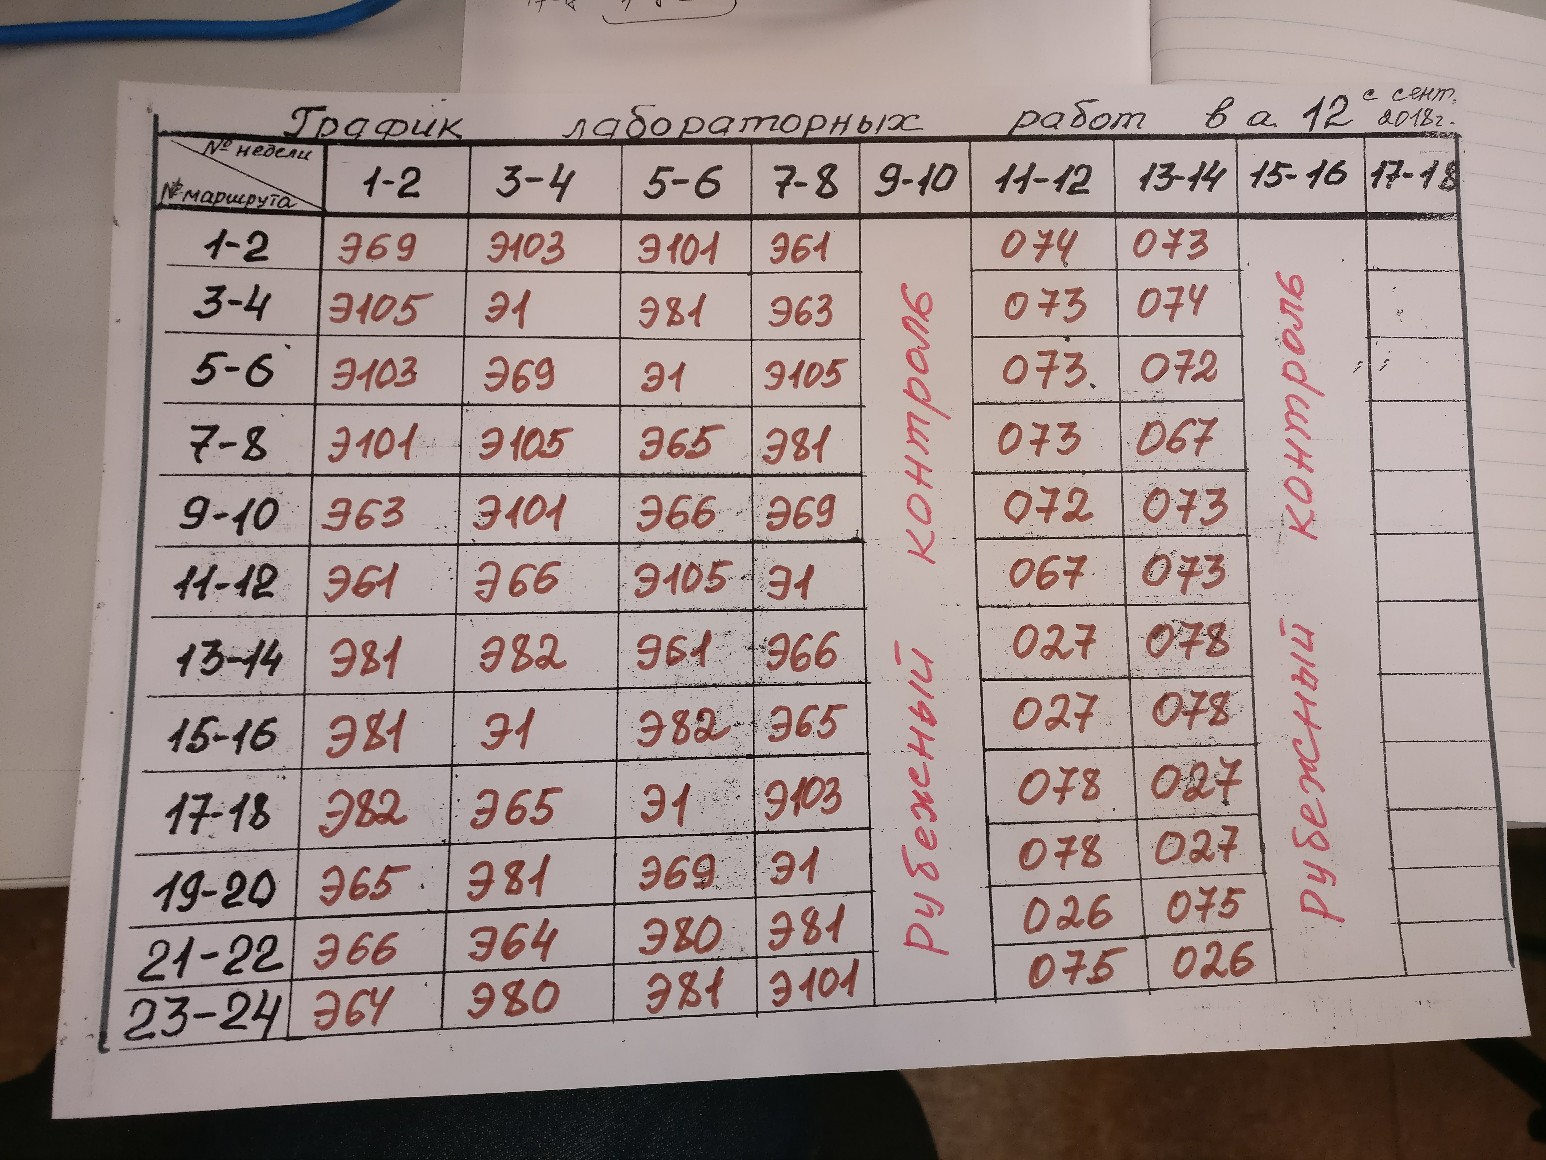 График лабораторных работ в а. 12 с сент. 2018г.
№ недели 1-2 3-4 5-6 7-8 9-10 11-12 13-14 15-16 17-18
№ маршрута
1-2 Э69 Э103 Э101 Э61 074 073
3-4 Э105 Э1 Э81 Э63 073 074
5-6 Э103 Э69 Э1 Э105 073 072
7-8 Э101 Э105 Э65 Э81 073 067
9-10 Э63 Э101 Э66 Э69 072 073
11-12 Э61 Э66 Э105 Э1 067 073
13-14 Э81 Э82 Э61 Э66 027 078
15-16 Э81 Э1 Э82 Э65 027 078
17-18 Э82 Э65 Э1 Э103 078 027
19-20 Э65 Э81 Э69 Э1 078 027
21-22 Э66 Э64 Э80 Э81 026 075
23-24 Э64 Э80 Э81 Э101 075 026
Рубежный контроль
Рубежный контроль